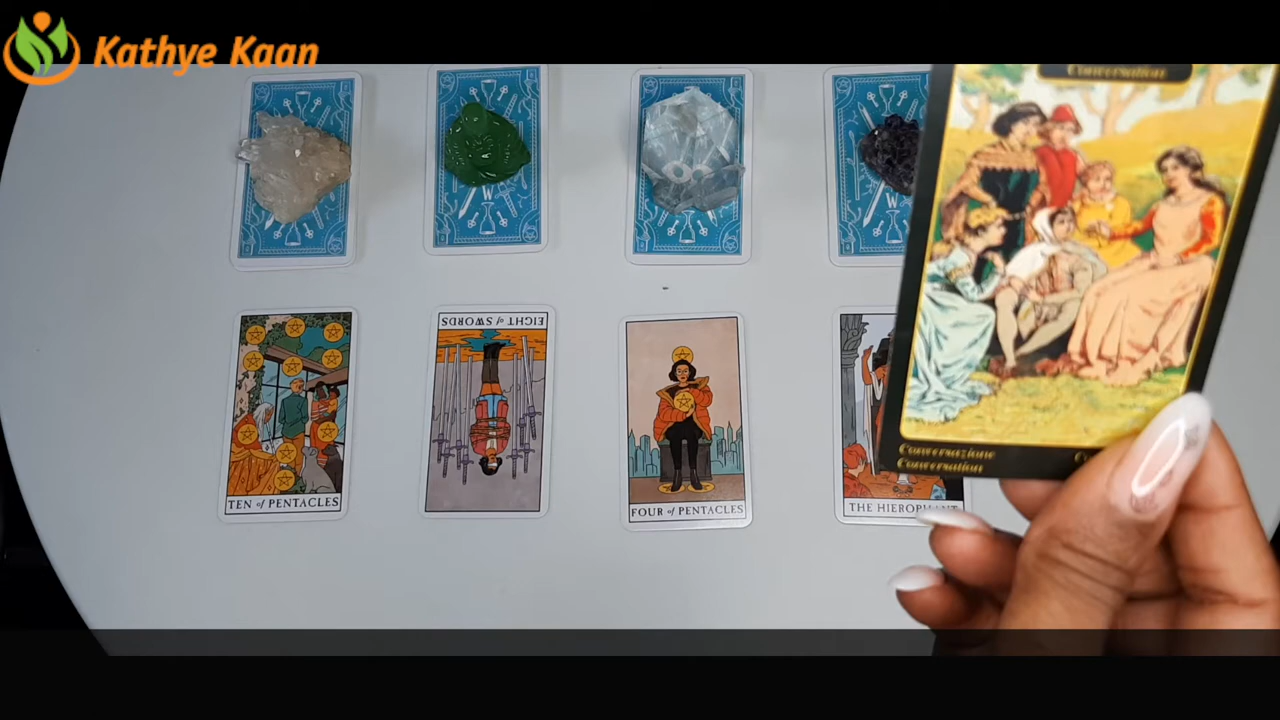 Kathye Kaan
Conversation
W
W
W
W
EIGHT of SWORDS
TEN of PENTACLES
FOUR of PENTACLES
THE HIEROPHANT
Conversazione
Conversation